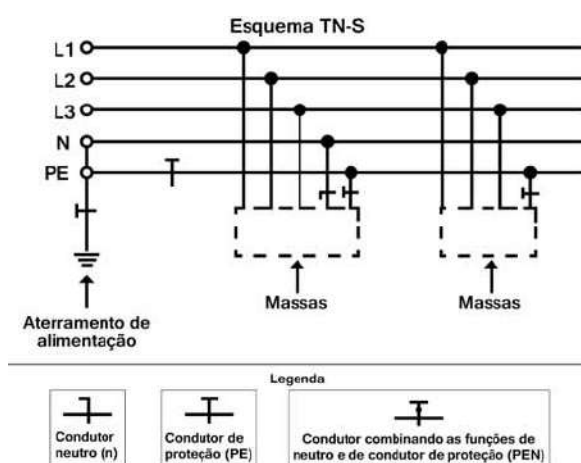 Esquema TN-S
L1
L2
L3
N
PE
Massas
Massas
Aterramento de
alimentação
Legenda
Condutor
neutro (n)
Condutor de
proteção (PE)
Condutor combinando as funções de
neutro e de condutor de proteção (PEN)